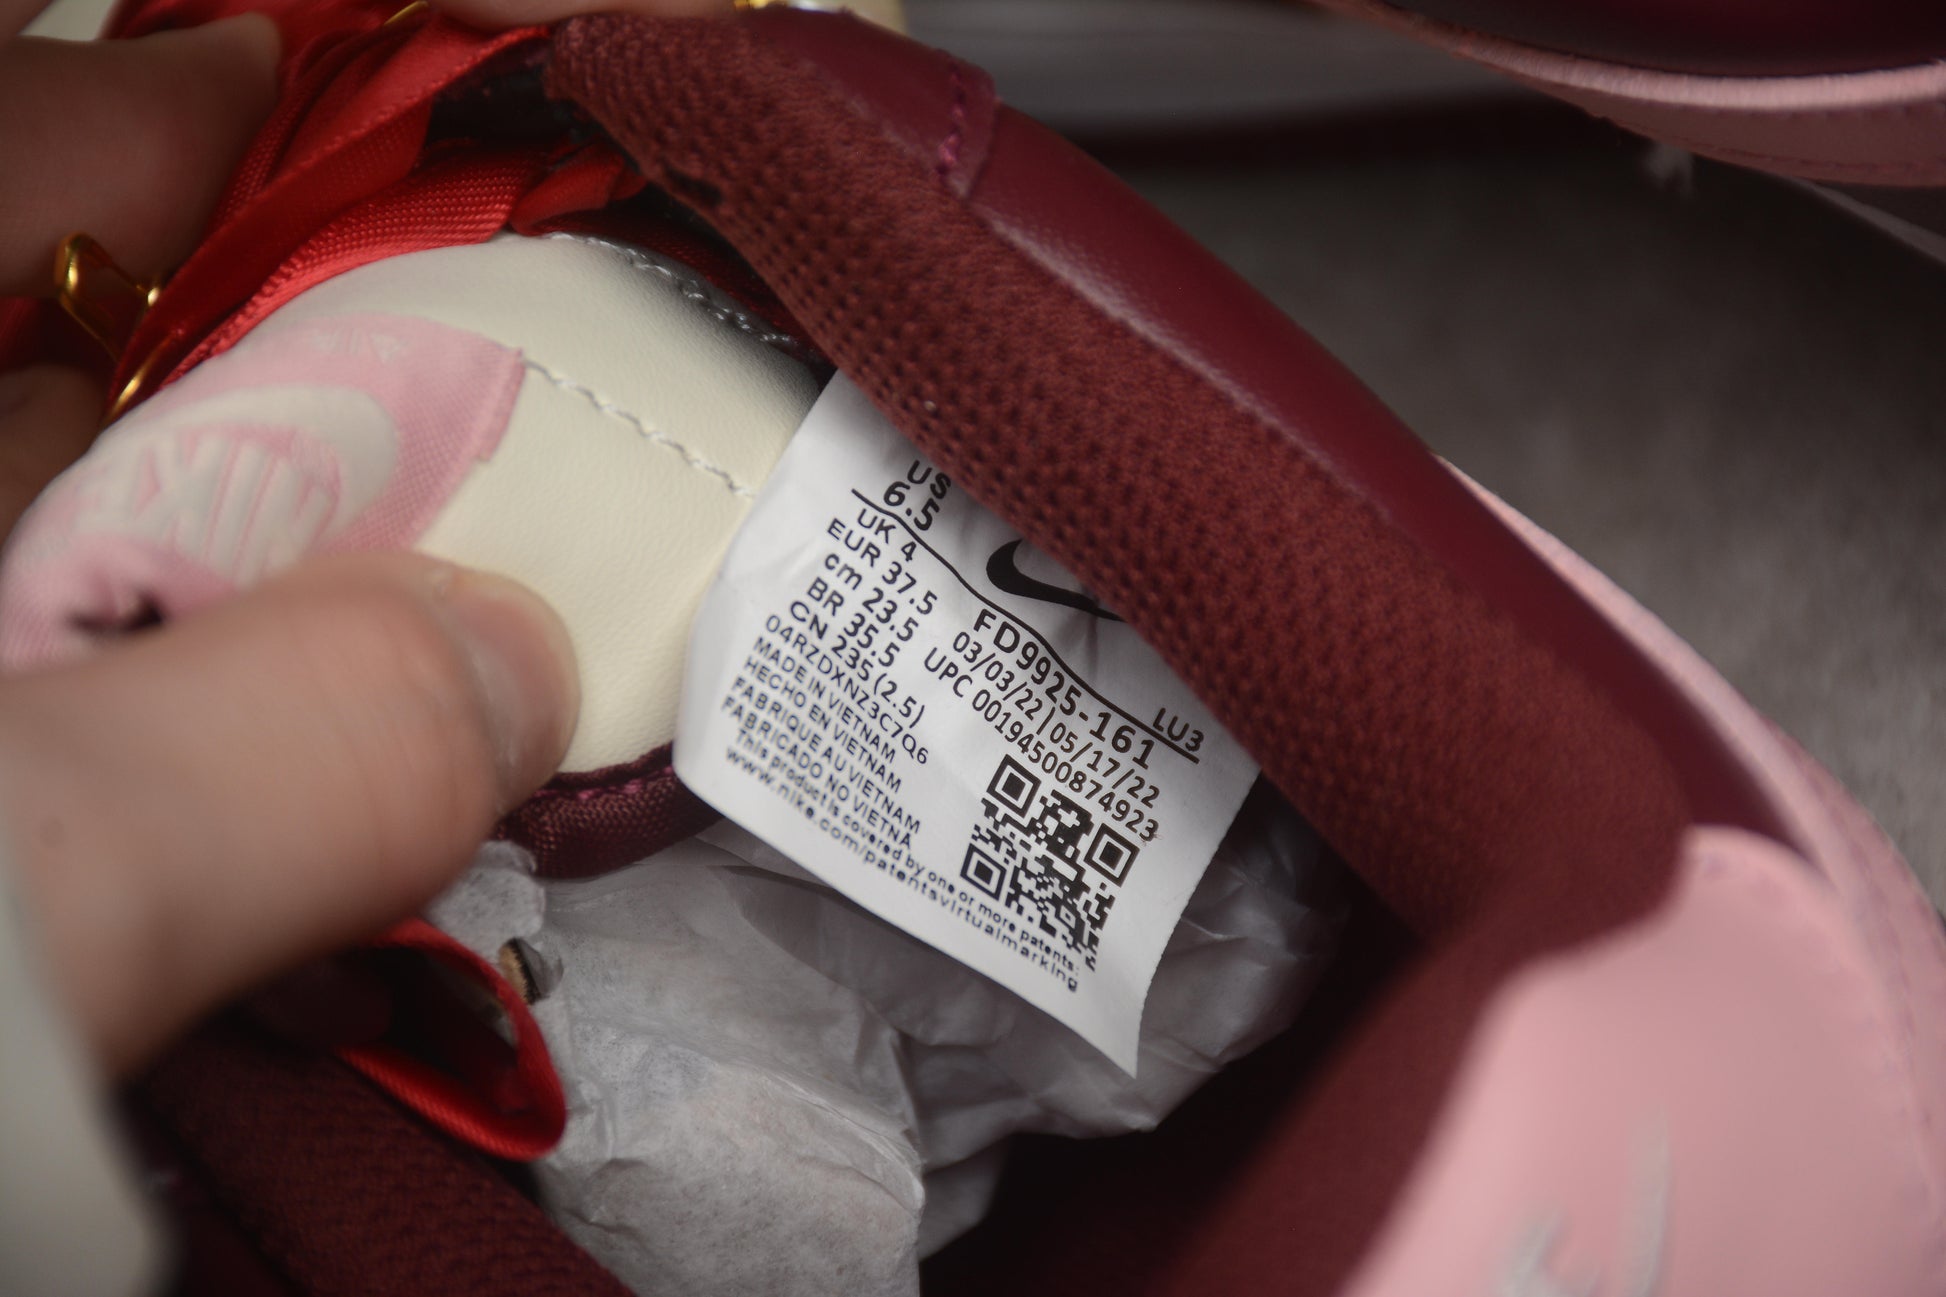 NIKE
AIR
US
6.5
UK 4
EUR 37.5
cm 23.5
BR 35.5
CN 235 (2.5)
04RZDXNZ3C7Q6
MADE IN VIETNAM
HECHO EN VIETNAM
FABRIQUE AU VIETNAM
FABRICADO NO VIETNA
This product is covered by one or more patents:
www.nike.com/patentsvirtualmarking
FD9925-161 LU3
03/03/22|05/17/22
UPC 00194500874923